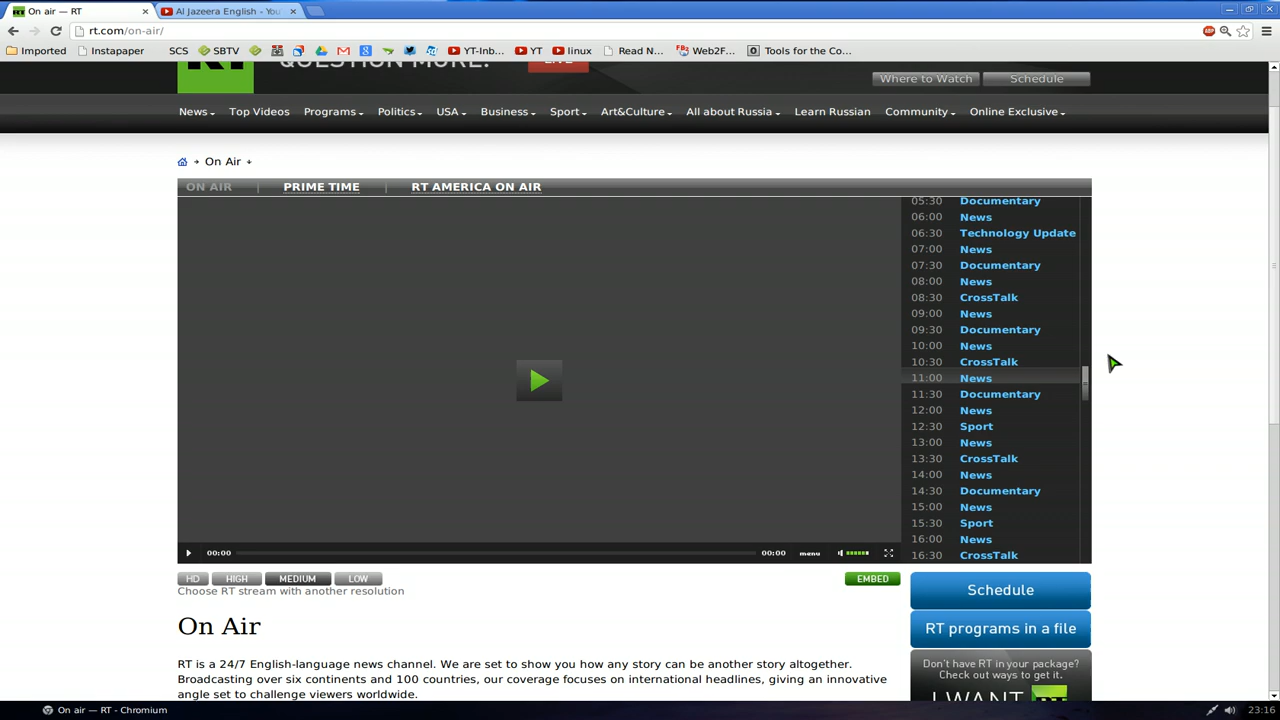 On air — RT
Al Jazeera English - You
rt.com/on-air/
Imported Instapaper SCS SBTV YT-Inb... YT linux Read N... Web2F... Tools for the Co...
QUESTION MORE.
LIVE
Where to Watch Schedule
News Top Videos Programs Politics USA Business Sport Art&Culture All about Russia Learn Russian Community Online Exclusive
On Air
ON AIR | PRIME TIME | RT AMERICA ON AIR
05:30 Documentary
06:00 News
06:30 Technology Update
07:00 News
07:30 Documentary
08:00 News
08:30 CrossTalk
09:00 News
09:30 Documentary
10:00 News
10:30 CrossTalk
11:00 News
11:30 Documentary
12:00 News
12:30 Sport
13:00 News
13:30 CrossTalk
14:00 News
14:30 Documentary
15:00 News
15:30 Sport
16:00 News
16:30 CrossTalk
00:00 00:00 menu
HD HIGH MEDIUM LOW EMBED
Choose RT stream with another resolution
Schedule
On Air
RT programs in a file
RT is a 24/7 English-language news channel. We are set to show you how any story can be another story altogether.
Broadcasting over six continents and 100 countries, our coverage focuses on international headlines, giving an innovative
angle set to challenge viewers worldwide.
Don't have RT in your package?
Check out ways to get it.
I WANT
On air — RT - Chromium
23:16